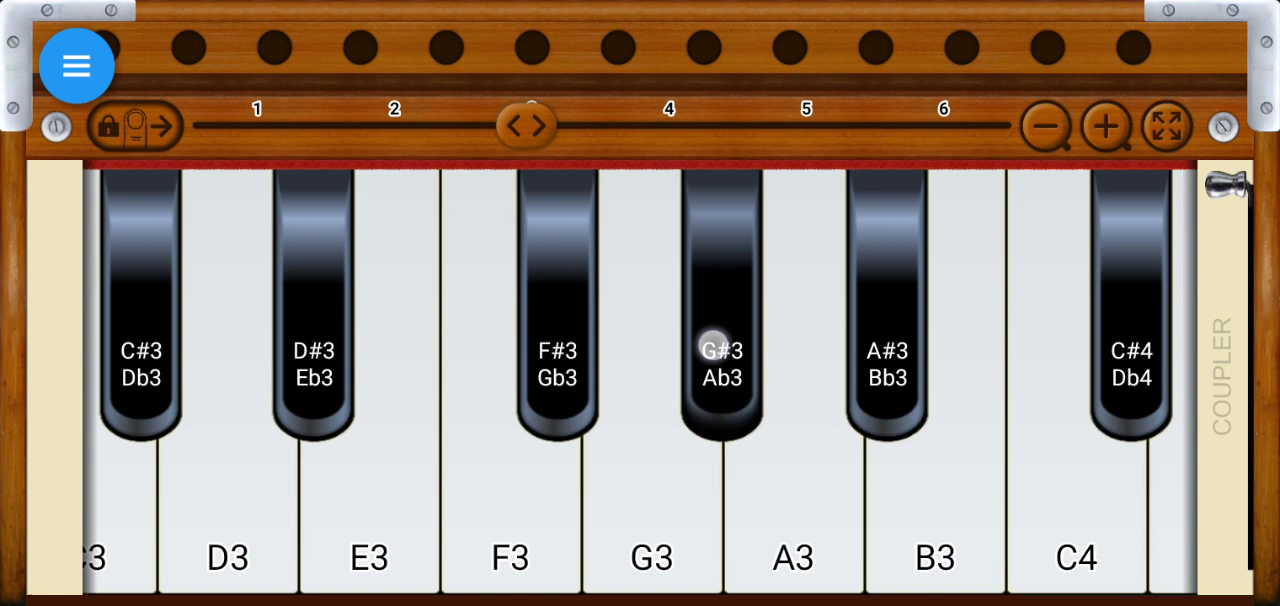 1 2 4 5 6
C#3 D#3 F#3 G#3 A#3 C#4
Db3 Eb3 Gb3 Ab3 Bb3 Db4
COUPLER
C3 D3 E3 F3 G3 A3 B3 C4